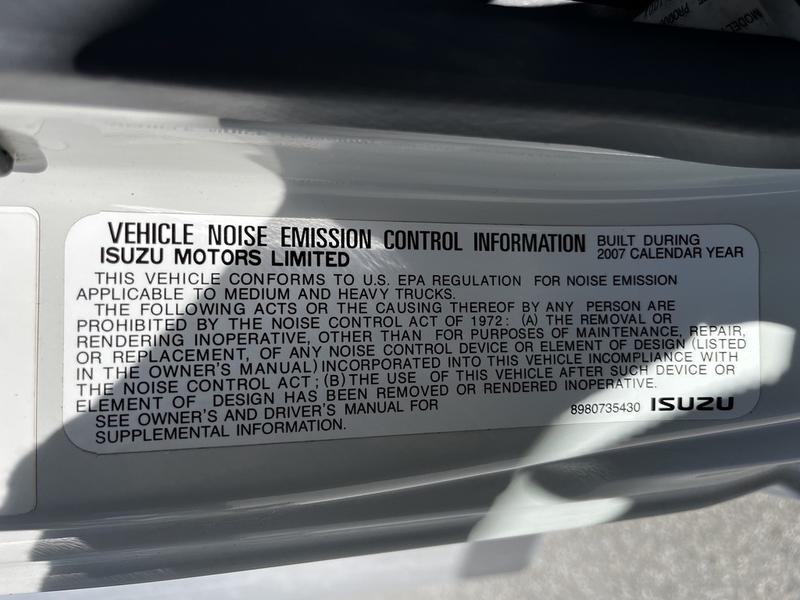 MODEL
PRODU
VEHICLE NOISE EMISSION CONTROL INFORMATION BUILT DURING
ISUZU MOTORS LIMITED 2007 CALENDAR YEAR
THIS VEHICLE CONFORMS TO U.S. EPA REGULATION FOR NOISE EMISSION
APPLICABLE TO MEDIUM AND HEAVY TRUCKS.
THE FOLLOWING ACTS OR THE CAUSING THEREOF BY ANY PERSON ARE
PROHIBITED BY THE NOISE CONTROL ACT OF 1972: (A) THE REMOVAL OR
RENDERING INOPERATIVE, OTHER THAN FOR PURPOSES OF MAINTENANCE, REPAIR,
OR REPLACEMENT, OF ANY NOISE CONTROL DEVICE OR ELEMENT OF DESIGN (LISTED
IN THE OWNER'S MANUAL) INCORPORATED INTO THIS VEHICLE INCOMPLIANCE WITH
THE NOISE CONTROL ACT; (B) THE USE OF THIS VEHICLE AFTER SUCH DEVICE OR
ELEMENT OF DESIGN HAS BEEN REMOVED OR RENDERED INOPERATIVE.
SEE OWNER'S AND DRIVER'S MANUAL FOR
SUPPLEMENTAL INFORMATION.
8980735430 ISUZU